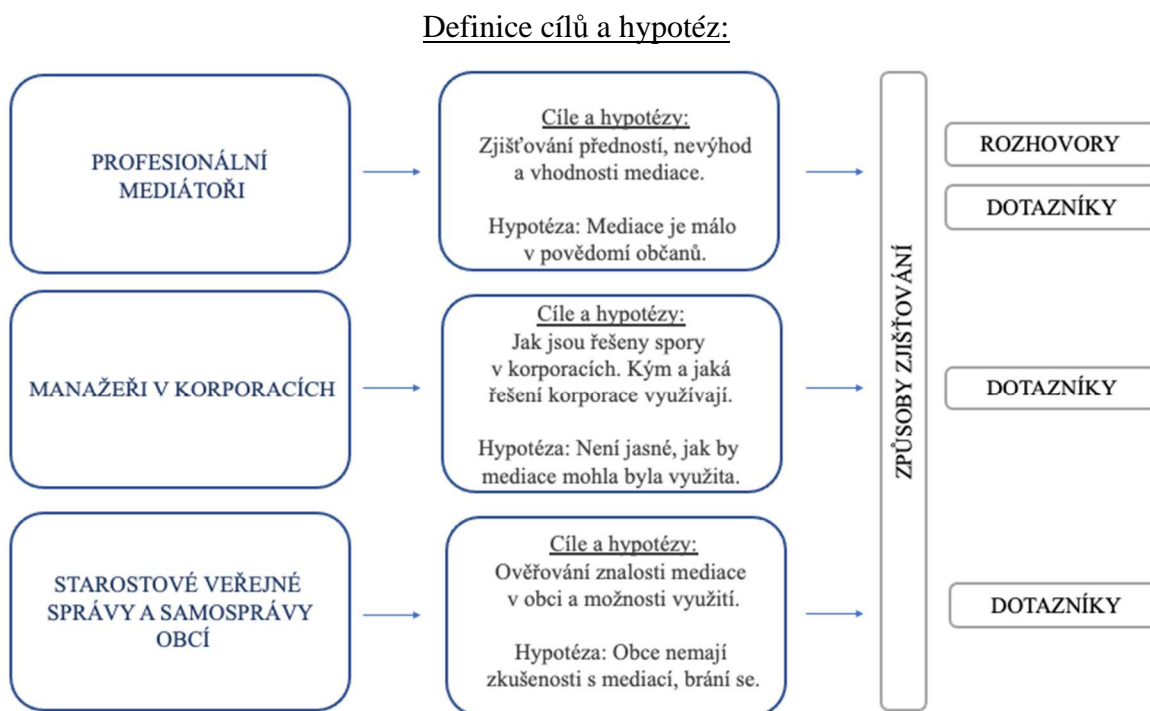 Definice cílů a hypotéz:
PROFESIONÁLNÍ
MEDIÁTOŘI
Cíle a hypotézy:
Zjišťování předností, nevýhod
a vhodnosti mediace.
Hypotéza: Mediace je málo
v povědomí občanů.
MANAŽEŘI V KORPORACÍCH
Cíle a hypotézy:
Jak jsou řešeny spory
v korporacích. Kým a jaká
řešení korporace využívají.
Hypotéza: Není jasné, jak by
mediace mohla byla využita.
STAROSTOVÉ VEŘEJNÉ
SPRÁVY A SAMOSPRÁVY
OBCÍ
Cíle a hypotézy:
Ověřování znalosti mediace
v obci a možnosti využití.
Hypotéza: Obce nemají
zkušenosti s mediací, brání se.
ZPŮSOBY ZJIŠŤOVÁNÍ
ROZHOVORY
DOTAZNÍKY
DOTAZNÍKY
DOTAZNÍKY